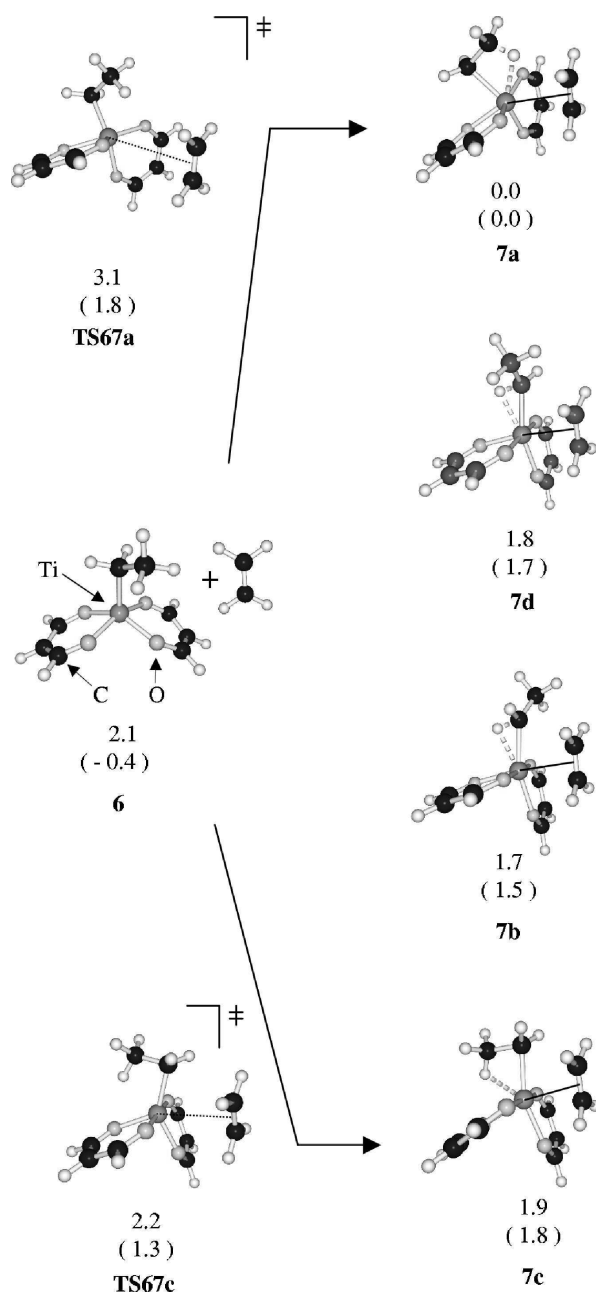 ‡
3.1
( 1.8 )
TS67a
0.0
( 0.0 )
7a
1.8
( 1.7 )
7d
Ti
+
C
O
2.1
( - 0.4 )
6
1.7
( 1.5 )
7b
‡
2.2
( 1.3 )
TS67c
1.9
( 1.8 )
7c